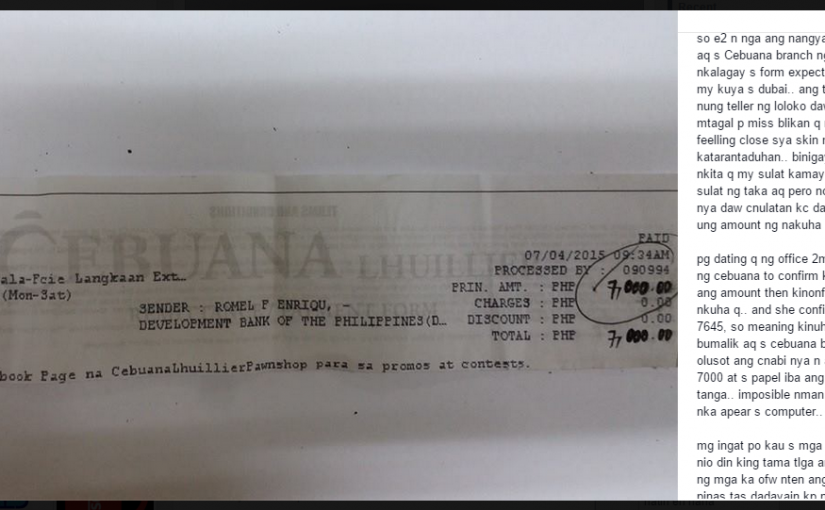 CEBUANA LHUILLIER
PAID
07/04/2015 09:34AM
ala-Pcie Langkaan Ext..
PROCESSED BY : 090994
(Mon-Sat)
PRIN. AMT. : PHP 7,000.00
SENDER : ROMEL F ENRIQU, -
CHARGES : PHP 0.00
DEVELOPMENT BANK OF THE PHILIPPINES(D…
DISCOUNT : PHP 0.00
TOTAL : PHP 7,000.00
book Page na CebuanaLhuillierPawnshop para sa promos at contests.
so e2 n nga ang nangya
aq s Cebuana branch ng
nkalagay s form expect
my kuya s dubai.. ang t
nung teller ng loloko da
mtagal p miss blikan q
feelling close sya skin
katarantaduhan.. biniga
nkita q my sulat kamay
sulat ng taka aq pero n
nya daw cnulatan kc da
ung amount ng nakuha
pg dating q ng office 2m
ng cebuana to confirm k
ang amount then kinonf
nkuha q.. and she confi
7645, so meaning kinuh
bumalik aq s cebuana b
olusot ang cnabi nya n
7000 at s papel iba ang
tanga.. imposible nman
nka apear s computer..
mg ingat po kau s mga
nio din king tama tlga a
ng mga ka ofw nten ang
pinas tas dadayain kp